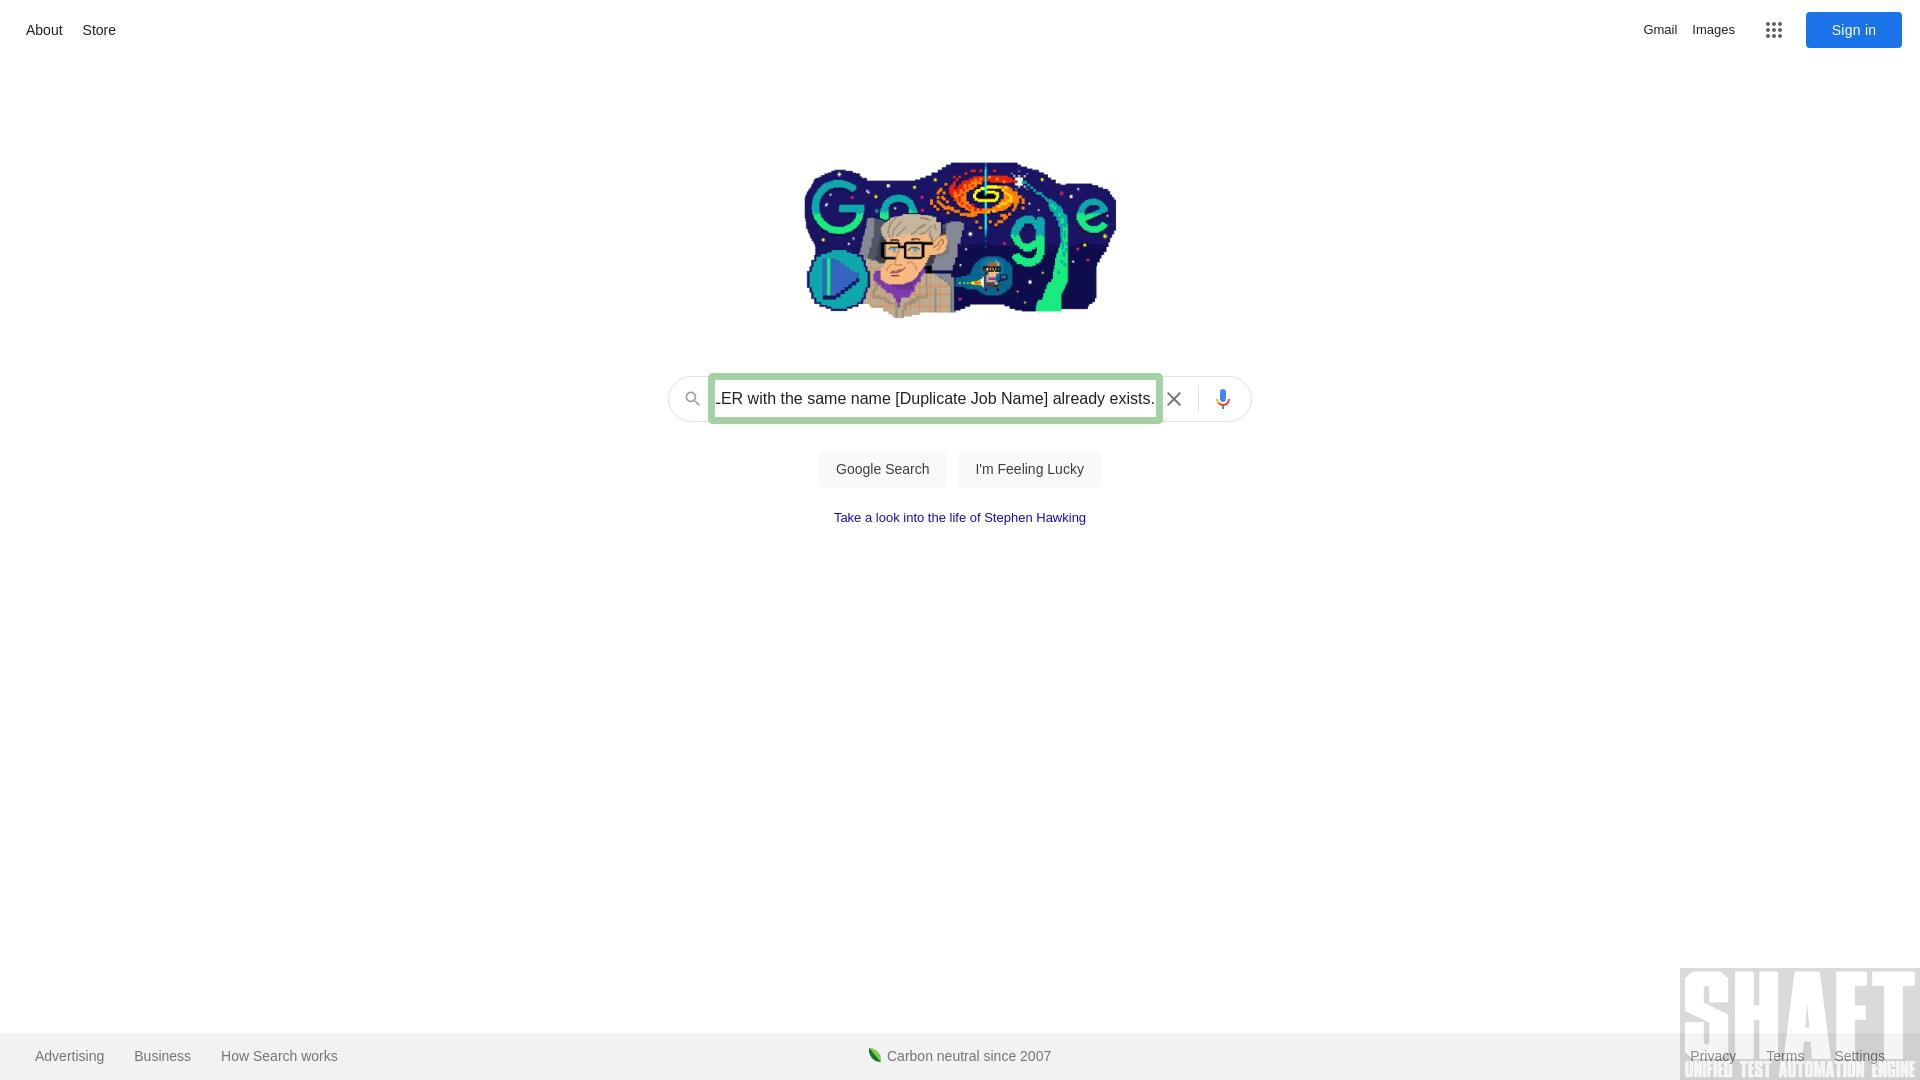 About Store
Gmail Images Sign in
Google
LER with the same name [Duplicate Job Name] already exists.
Google Search I'm Feeling Lucky
Take a look into the life of Stephen Hawking
SHAFT
Advertising Business How Search works Carbon neutral since 2007 Privacy Terms Settings
UNIFIED TEST AUTOMATION ENGINE